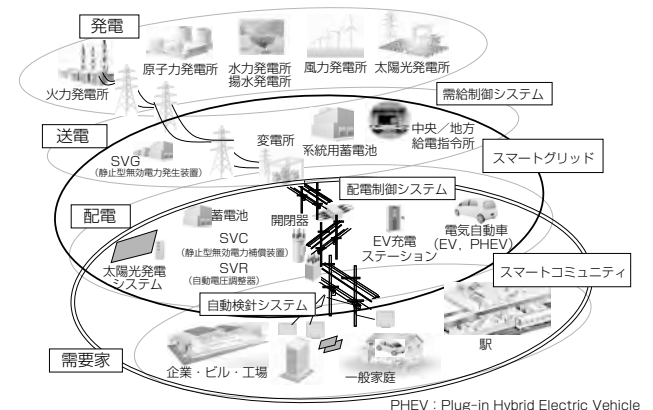 発電
原子力発電所
水力発電所
揚水発電所
風力発電所
太陽光発電所
火力発電所
需給制御システム
送電
変電所
系統用蓄電池
中央／地方
給電指令所
SVG
(静止型無効電力発生装置)
スマートグリッド
配電制御システム
配電
蓄電池
開閉器
SVC
(静止型無効電力補償装置)
EV充電
ステーション
電気自動車
(EV，PHEV)
太陽光発電
システム
SVR
(自動電圧調整器)
スマートコミュニティ
自動検針システム
駅
需要家
企業・ビル・工場
一般家庭
PHEV：Plug-in Hybrid Electric Vehicle